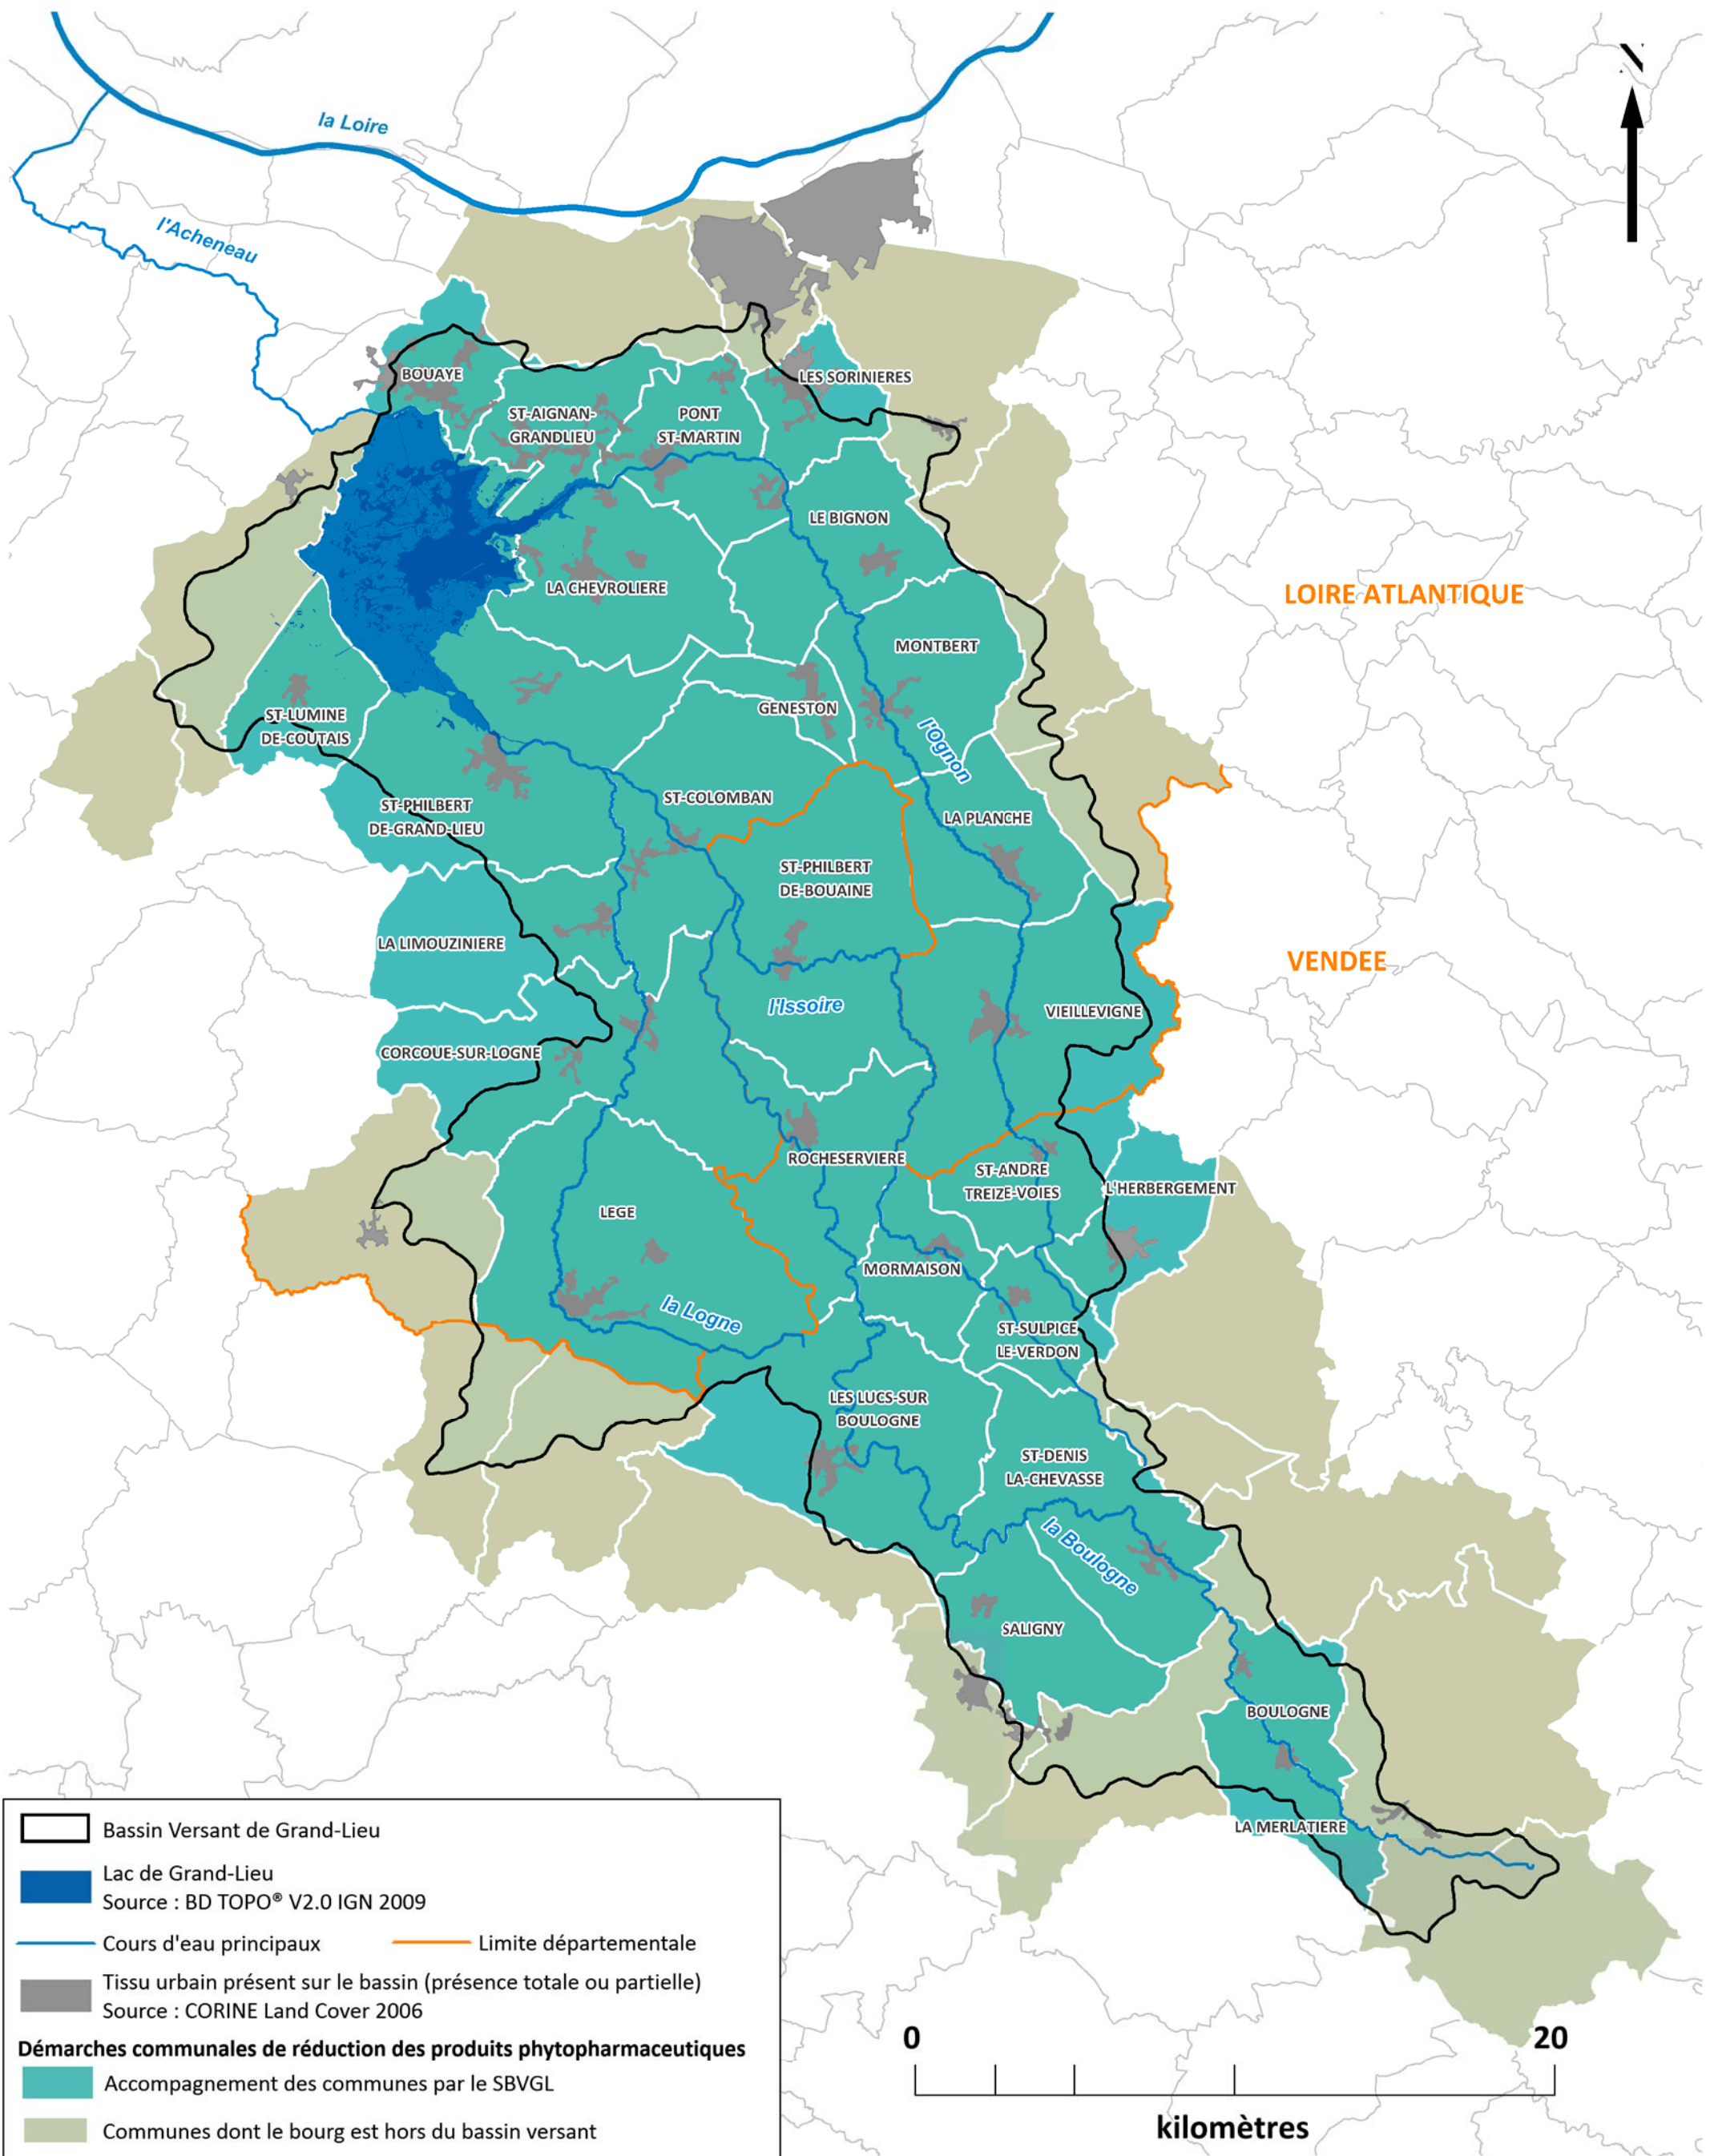 N
la Loire
l'Acheneau
BOUAYE
LES SORINIERES
ST-AIGNAN-
GRANDLIEU
PONT
ST-MARTIN
LE BIGNON
LA CHEVROLIERE
LOIRE ATLANTIQUE
MONTBERT
GENESTON
ST-LUMINE
DE-COUTAIS
l'Ognon
ST-COLOMBAN
ST-PHILBERT
DE-GRAND-LIEU
LA PLANCHE
ST-PHILBERT
DE-BOUAINE
LA LIMOUZINIERE
VENDEE
l'Issoire
VIEILLEVIGNE
CORCOUE-SUR-LOGNE
ROCHESERVIERE
ST-ANDRE
TREIZE-VOIES
L'HERBERGEMENT
LEGE
MORMAISON
la Logne
ST-SULPICE
LE-VERDON
LES LUCS-SUR
BOULOGNE
ST-DENIS
LA-CHEVASSE
la Boulogne
SALIGNY
BOULOGNE
LA MERLATIERE
Bassin Versant de Grand-Lieu
Lac de Grand-Lieu
Source : BD TOPO® V2.0 IGN 2009
Cours d'eau principaux
Limite départementale
Tissu urbain présent sur le bassin (présence totale ou partielle)
Source : CORINE Land Cover 2006
Démarches communales de réduction des produits phytopharmaceutiques
Accompagnement des communes par le SBVGL
Communes dont le bourg est hors du bassin versant
0
20
kilomètres